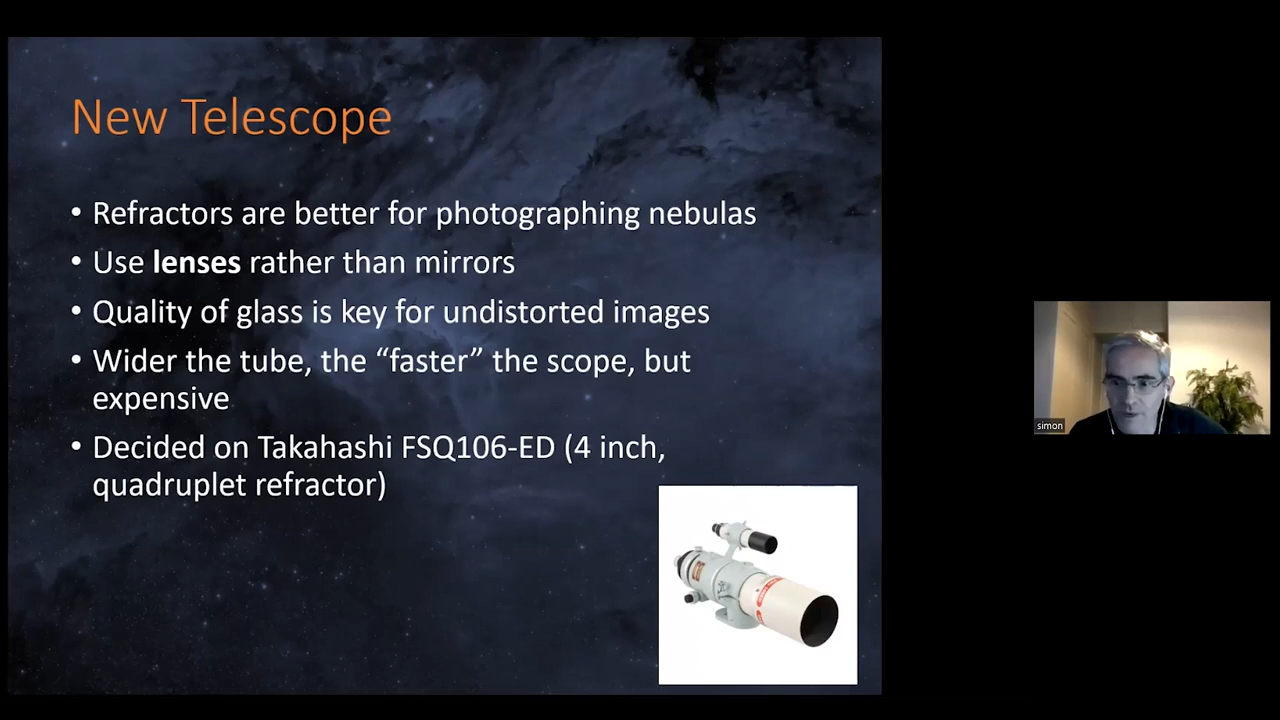 New Telescope
• Refractors are better for photographing nebulas
• Use lenses rather than mirrors
• Quality of glass is key for undistorted images
• Wider the tube, the “faster” the scope, but
expensive
• Decided on Takahashi FSQ106-ED (4 inch,
quadruplet refractor)
simon